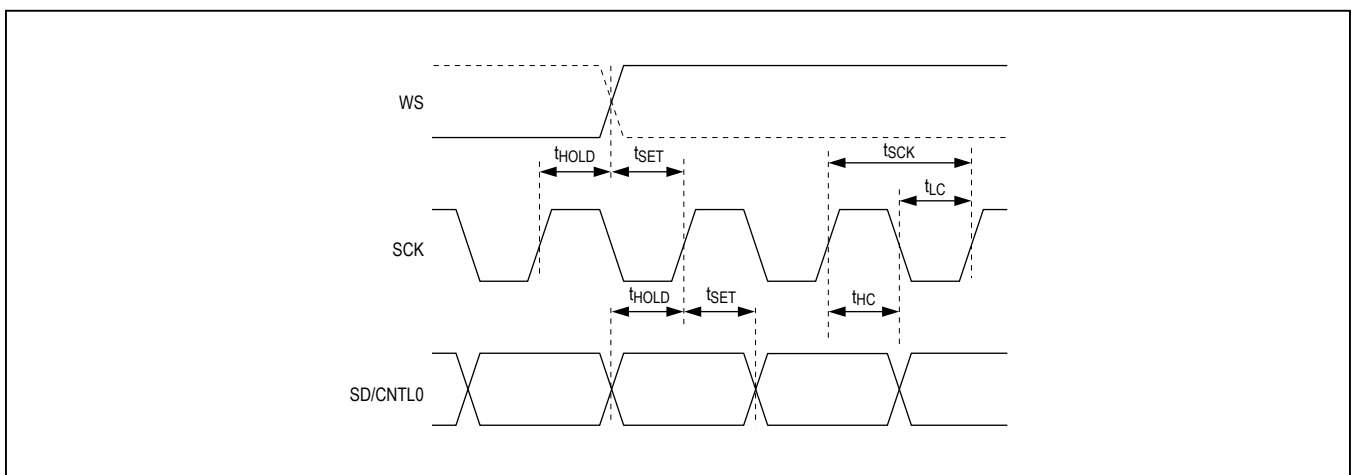 WS
tHOLD tSET
tSCK
tLC
SCK
tHOLD tSET
tHC
SD/CNTL0